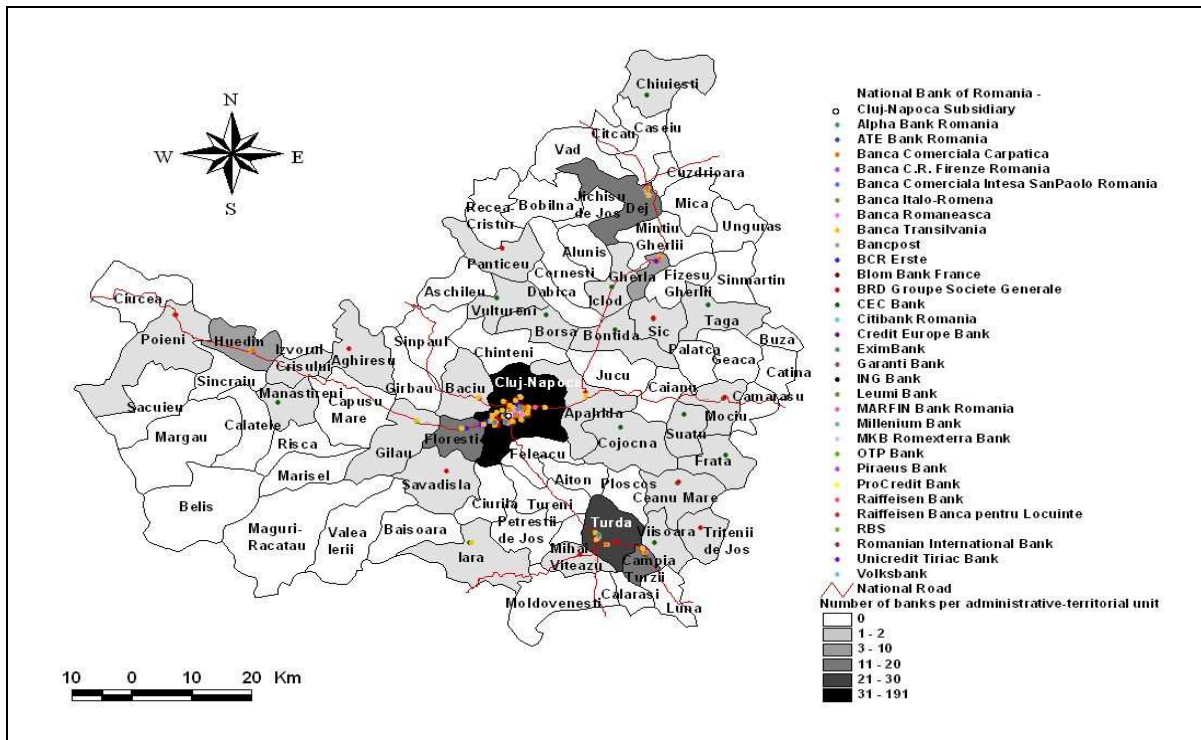 N
W
E
S
Chiuiesti
Citcau
Caseiu
Vad
Cuzdrioara
Recea-
Cristur
Bobilna
Jichisu
de Jos
Dej
Mica
Mintiu
Gherlii
Unguras
Panticeu
Alunis
Cornesti
Gherla
Fizesu
Gherlii
Sinmartin
Ciurcea
Aschileu
Dabica
Iclod
Vultureni
Borsa
Bontida
Sic
Taga
Poieni
Huedin
Izvorul
Crisului
Aghiresu
Sinpaul
Chinteni
Palatca
Geaca
Buza
Catina
Sincraiu
Manastireni
Girbau
Baciu
Cluj-Napoca
Jucu
Caianu
Camarasu
Sacuieu
Capusu
Mare
Apahida
Mociu
Margau
Calatele
Risca
Floresti
Cojocna
Suatu
Gilau
Feleacu
Frata
Marisel
Savadisla
Aiton
Ploscos
Ceanu Mare
Belis
Ciurila
Tureni
Maguri-
Racatau
Valea
Ierii
Baisoara
Petrestii
de Jos
Turda
Viisoara
Tritenii
de Jos
Iara
Mihai
Viteazu
Campia
Turzii
Calarasi
Moldovenesti
Luna
10 0 10 20 Km
National Bank of Romania -
Cluj-Napoca Subsidiary
Alpha Bank Romania
ATE Bank Romania
Banca Comerciala Carpatica
Banca C.R. Firenze Romania
Banca Comerciala Intesa SanPaolo Romania
Banca Italo-Romena
Banca Romaneasca
Banca Transilvania
Bancpost
BCR Erste
Blom Bank France
BRD Groupe Societe Generale
CEC Bank
Citibank Romania
Credit Europe Bank
EximBank
Garanti Bank
ING Bank
Leumi Bank
MARFIN Bank Romania
Millenium Bank
MKB Romexterra Bank
OTP Bank
Piraeus Bank
ProCredit Bank
Raiffeisen Bank
Raiffeisen Banca pentru Locuinte
RBS
Romanian International Bank
Unicredit Tiriac Bank
Volksbank
National Road
Number of banks per administrative-territorial unit
0
1 - 2
3 - 10
11 - 20
21 - 30
31 - 191